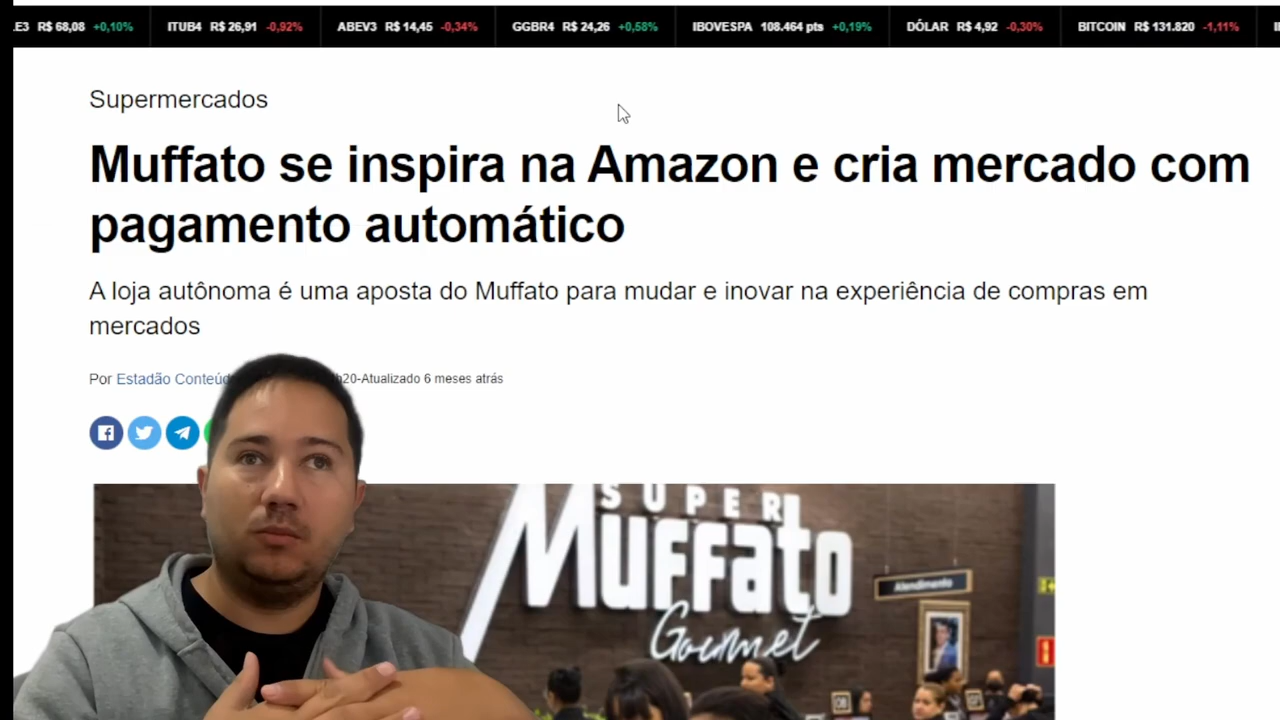 .E3 R$ 68,08 +0,10% ITUB4 R$ 26,91 -0,92% ABEV3 R$ 14,45 -0,34% GGBR4 R$ 24,26 +0,58% IBOVESPA 108.464 pts +0,19% DÓLAR R$ 4,92 -0,30% BITCOIN R$ 131.820 -1,11%
Supermercados
Muffato se inspira na Amazon e cria mercado com
pagamento automático
A loja autônoma é uma aposta do Muffato para mudar e inovar na experiência de compras em
mercados
Por Estadão Conteúd 20-Atualizado 6 meses atrás
SUPER
Muffato
Gourmet
Atendimento